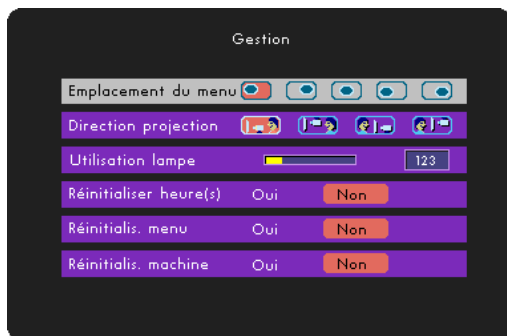 Gestion
Emplacement du menu
Direction projection
Utilisation lampe 123
Réinitialiser heure(s) Oui Non
Réinitialis. menu Oui Non
Réinitialis. machine Oui Non